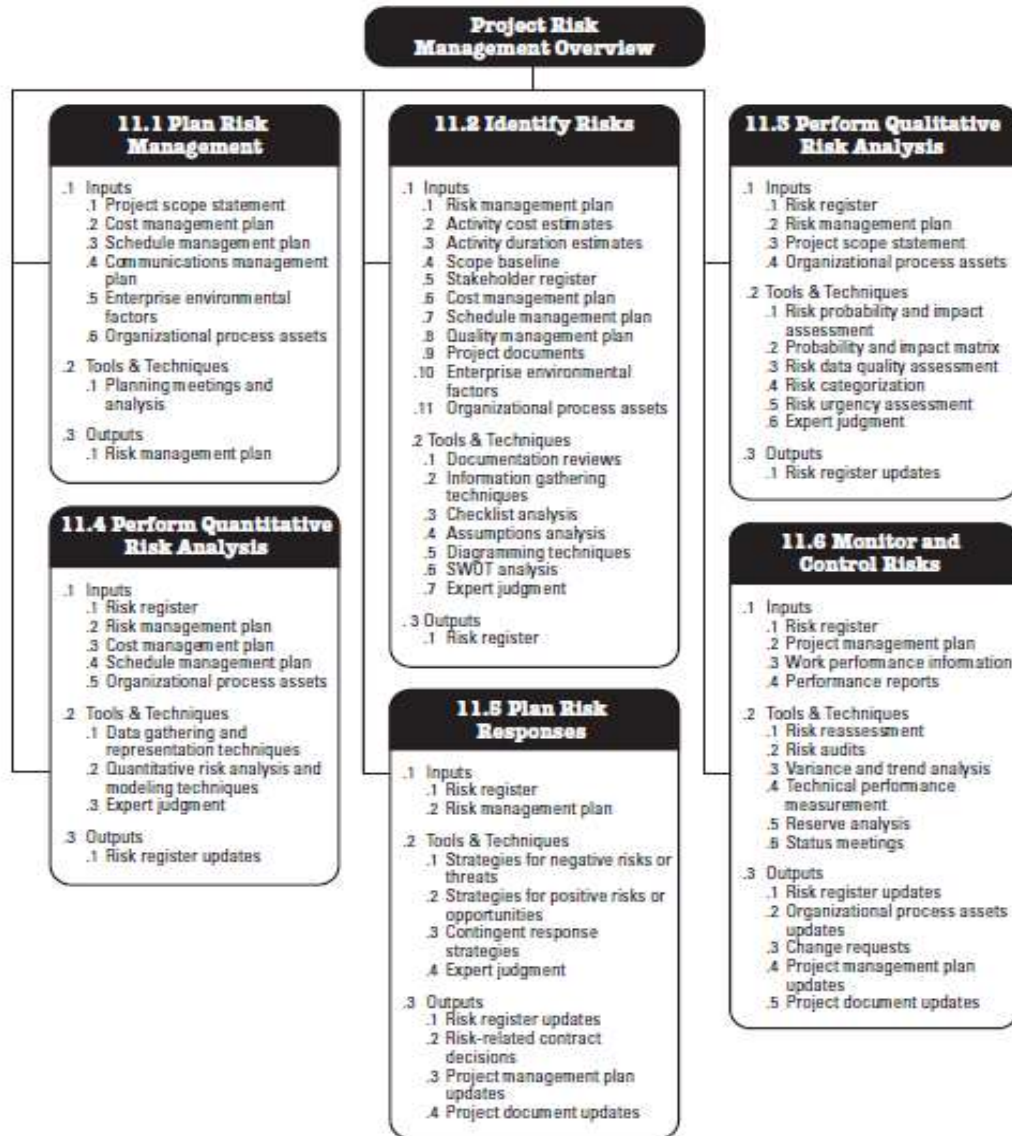 Project Risk
Management Overview
11.1 Plan Risk
Management
.1 Inputs
.1 Project scope statement
.2 Cost management plan
.3 Schedule management plan
.4 Communications management
plan
.5 Enterprise environmental
factors
.6 Organizational process assets
.2 Tools & Techniques
.1 Planning meetings and
analysis
.3 Outputs
.1 Risk management plan
11.2 Identify Risks
.1 Inputs
.1 Risk management plan
.2 Activity cost estimates
.3 Activity duration estimates
.4 Scope baseline
.5 Stakeholder register
.6 Cost management plan
.7 Schedule management plan
.8 Quality management plan
.9 Project documents
.10 Enterprise environmental
factors
.11 Organizational process assets
.2 Tools & Techniques
.1 Documentation reviews
.2 Information gathering
techniques
.3 Checklist analysis
.4 Assumptions analysis
.5 Diagramming techniques
.6 SWOT analysis
.7 Expert judgment
.3 Outputs
.1 Risk register
11.3 Perform Qualitative
Risk Analysis
.1 Inputs
.1 Risk register
.2 Risk management plan
.3 Project scope statement
.4 Organizational process assets
.2 Tools & Techniques
.1 Risk probability and impact
assessment
.2 Probability and impact matrix
.3 Risk data quality assessment
.4 Risk categorization
.5 Risk urgency assessment
.6 Expert judgment
.3 Outputs
.1 Risk register updates
11.4 Perform Quantitative
Risk Analysis
.1 Inputs
.1 Risk register
.2 Risk management plan
.3 Cost management plan
.4 Schedule management plan
.5 Organizational process assets
.2 Tools & Techniques
.1 Data gathering and
representation techniques
.2 Quantitative risk analysis and
modeling techniques
.3 Expert judgment
.3 Outputs
.1 Risk register updates
11.5 Plan Risk
Responses
.1 Inputs
.1 Risk register
.2 Risk management plan
.2 Tools & Techniques
.1 Strategies for negative risks or
threats
.2 Strategies for positive risks or
opportunities
.3 Contingent response
strategies
.4 Expert judgment
.3 Outputs
.1 Risk register updates
.2 Risk-related contract
decisions
.3 Project management plan
updates
.4 Project document updates
11.6 Monitor and
Control Risks
.1 Inputs
.1 Risk register
.2 Project management plan
.3 Work performance information
.4 Performance reports
.2 Tools & Techniques
.1 Risk reassessment
.2 Risk audits
.3 Variance and trend analysis
.4 Technical performance
measurement
.5 Reserve analysis
.6 Status meetings
.3 Outputs
.1 Risk register updates
.2 Organizational process assets
updates
.3 Change requests
.4 Project management plan
updates
.5 Project document updates